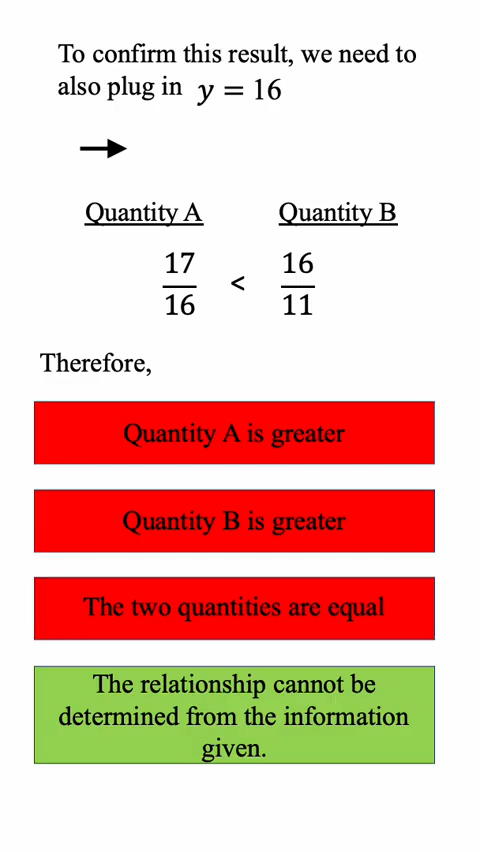 To confirm this result, we need to
also plug in y = 16
Quantity A Quantity B
17/16 < 16/11
Therefore,
Quantity A is greater
Quantity B is greater
The two quantities are equal
The relationship cannot be
determined from the information
given.